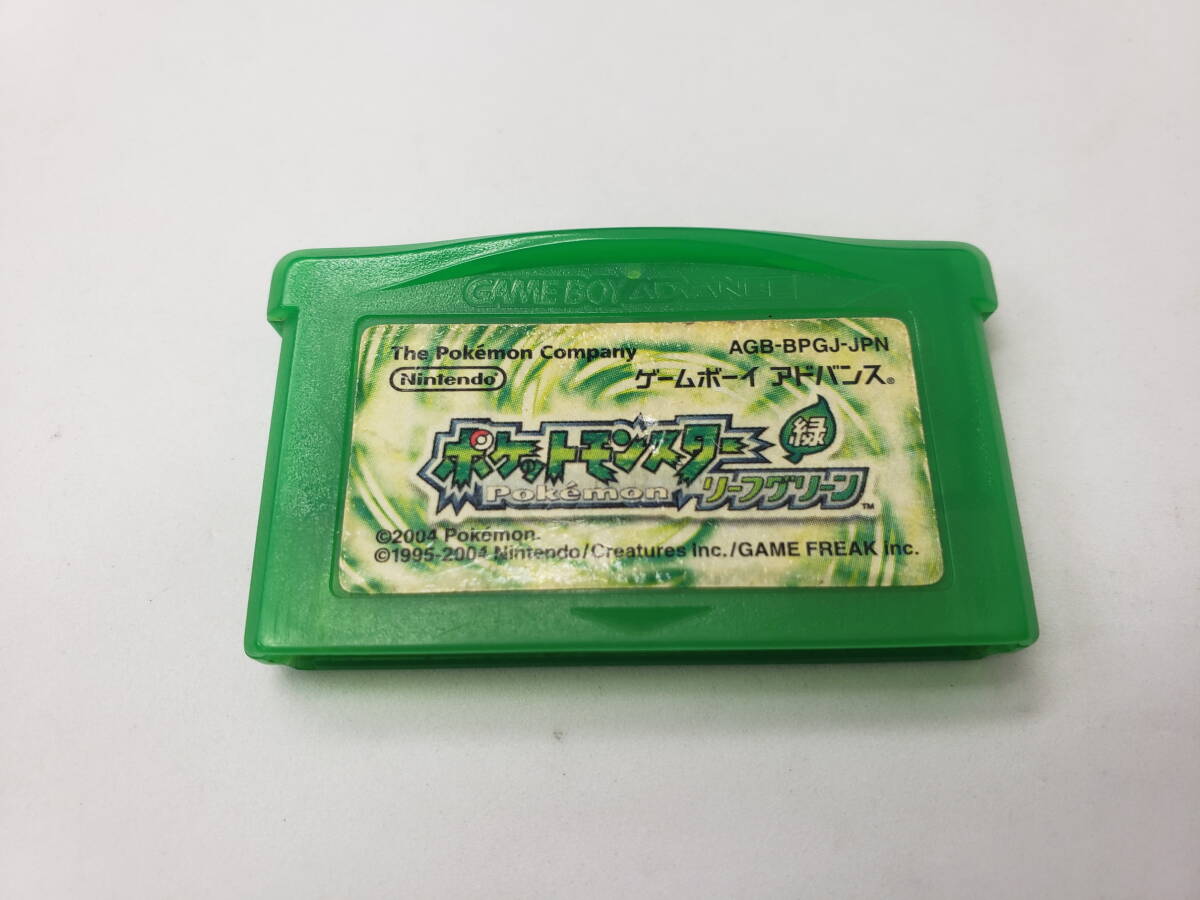 GAME BOY ADVANCE
The Pokémon Company
AGB-BPGJ-JPN
Nintendo®
ゲームボーイ アドバンス®
ポケットモンスター
緑
Pokémon
リーフグリーン™
©2004 Pokémon.
©1995-2004 Nintendo/Creatures Inc./GAME FREAK inc.